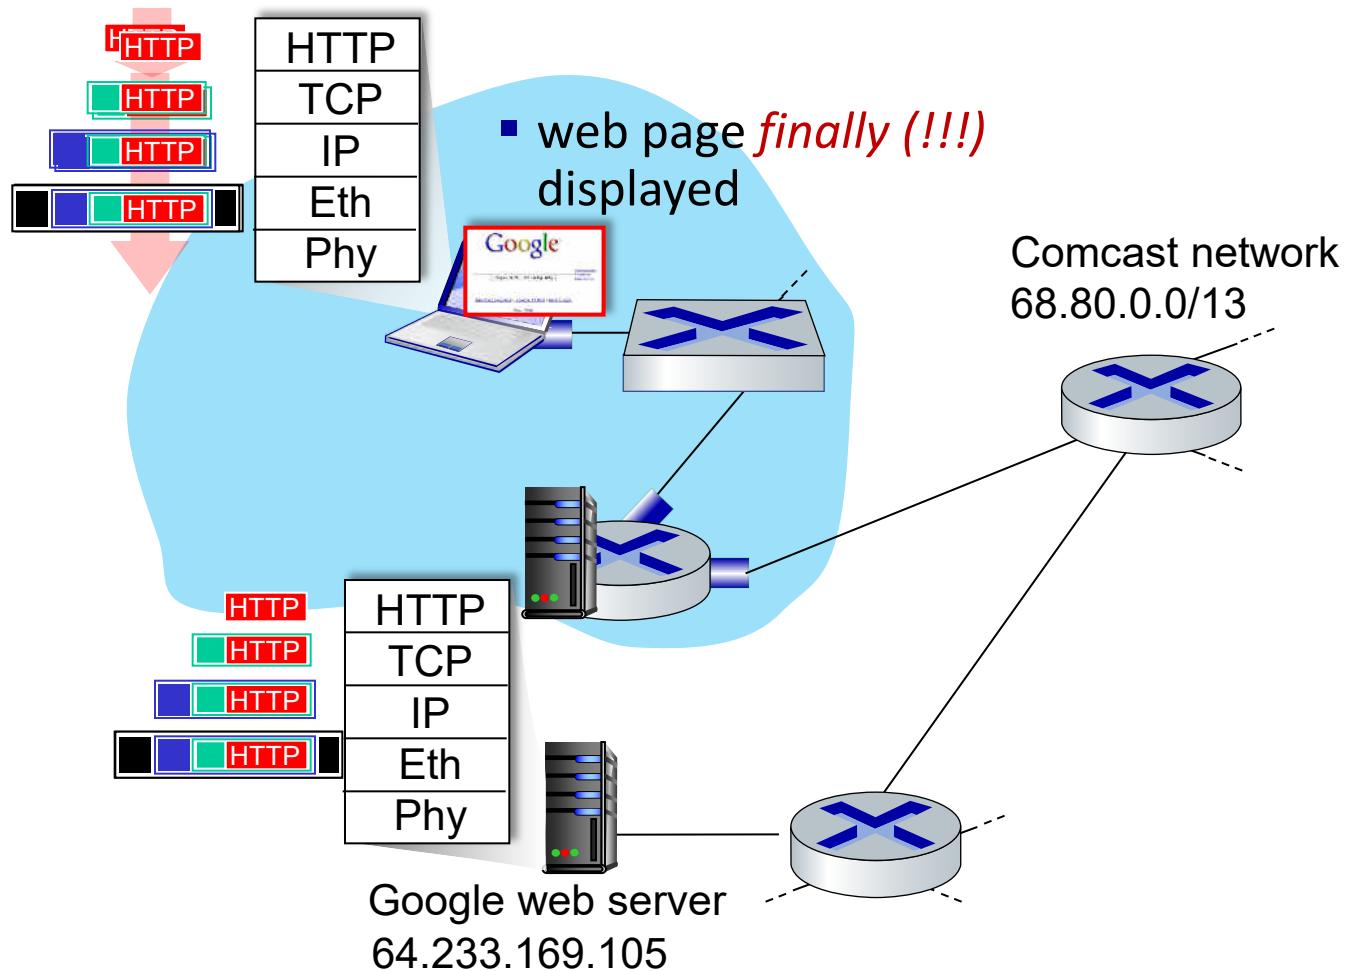 HTTP
HTTP
HTTP
HTTP
HTTP
HTTP
TCP
IP
Eth
Phy
▪ web page finally (!!!)
displayed
Google
Comcast network
68.80.0.0/13
HTTP
HTTP
HTTP
HTTP
HTTP
TCP
IP
Eth
Phy
Google web server
64.233.169.105